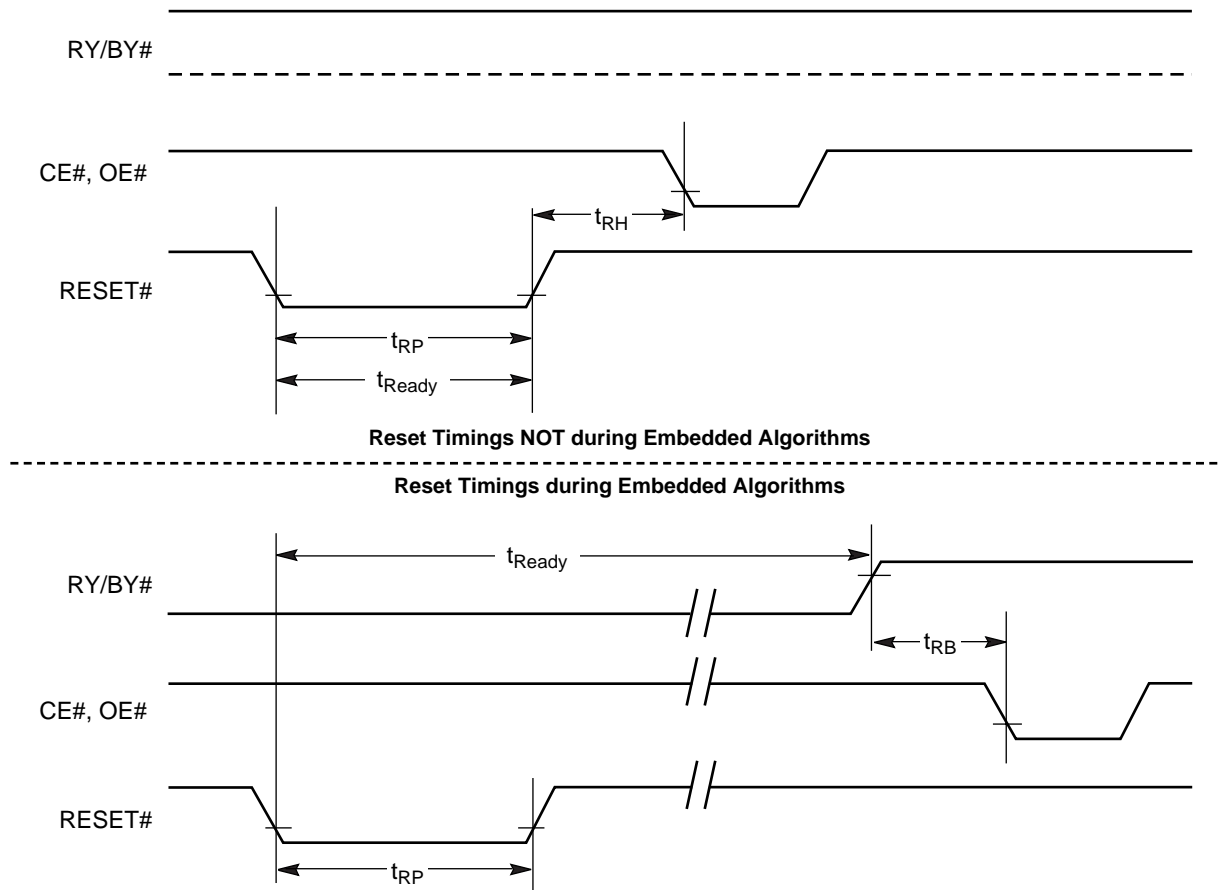 RY/BY#
CE#, OE#
tRH
RESET#
tRP
tReady
Reset Timings NOT during Embedded Algorithms
Reset Timings during Embedded Algorithms
tReady
RY/BY#
tRB
CE#, OE#
RESET#
tRP